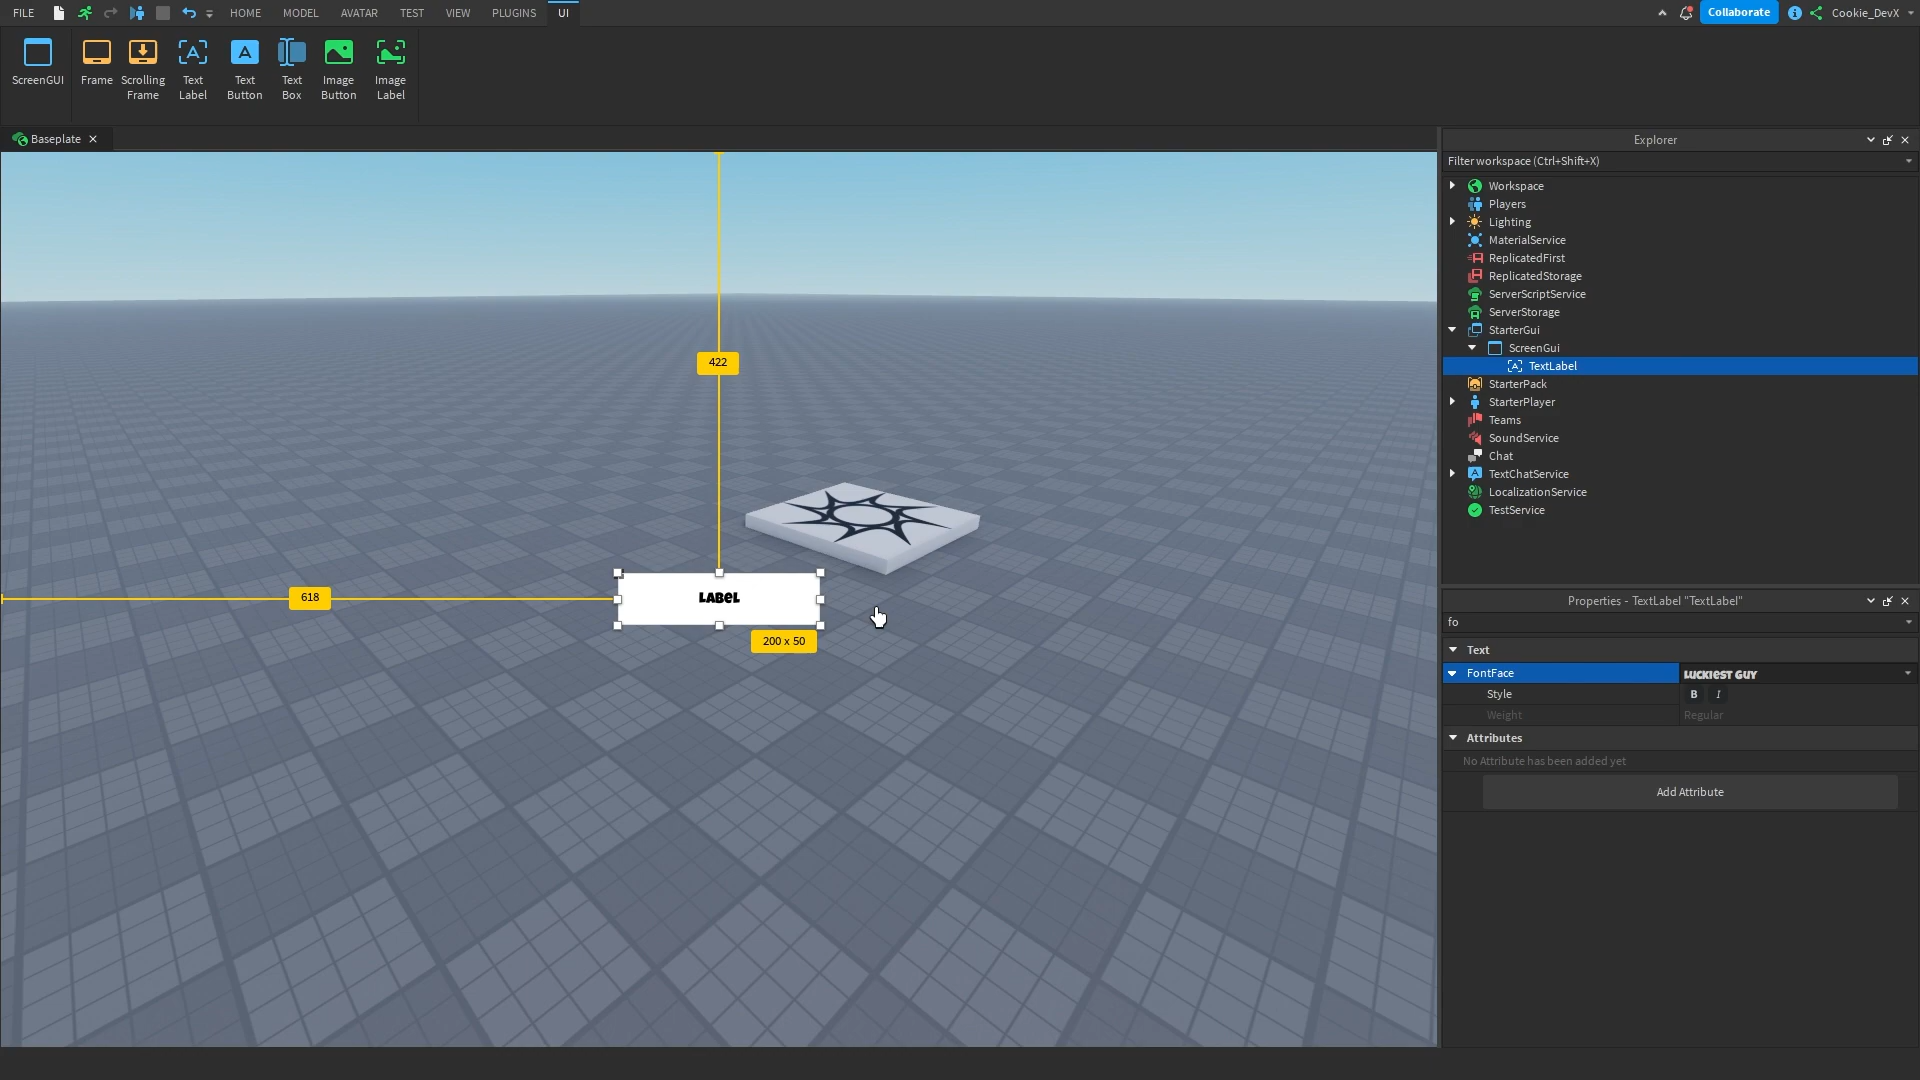 FILE HOME MODEL AVATAR TEST VIEW PLUGINS UI Collaborate Cookie_DevX
ScreenGUI
Frame
Scrolling
Frame
Text
Label
Text
Button
Text
Box
Image
Button
Image
Label
Baseplate
422
618
LABEL
200 x 50
Explorer
Filter workspace (Ctrl+Shift+X)
Workspace
Players
Lighting
MaterialService
ReplicatedFirst
ReplicatedStorage
ServerScriptService
ServerStorage
StarterGui
ScreenGui
TextLabel
StarterPack
StarterPlayer
Teams
SoundService
Chat
TextChatService
LocalizationService
TestService
Properties - TextLabel "TextLabel"
fo
Text
FontFace LUCKIEST GUY
Style B I
Weight Regular
Attributes
No Attribute has been added yet
Add Attribute